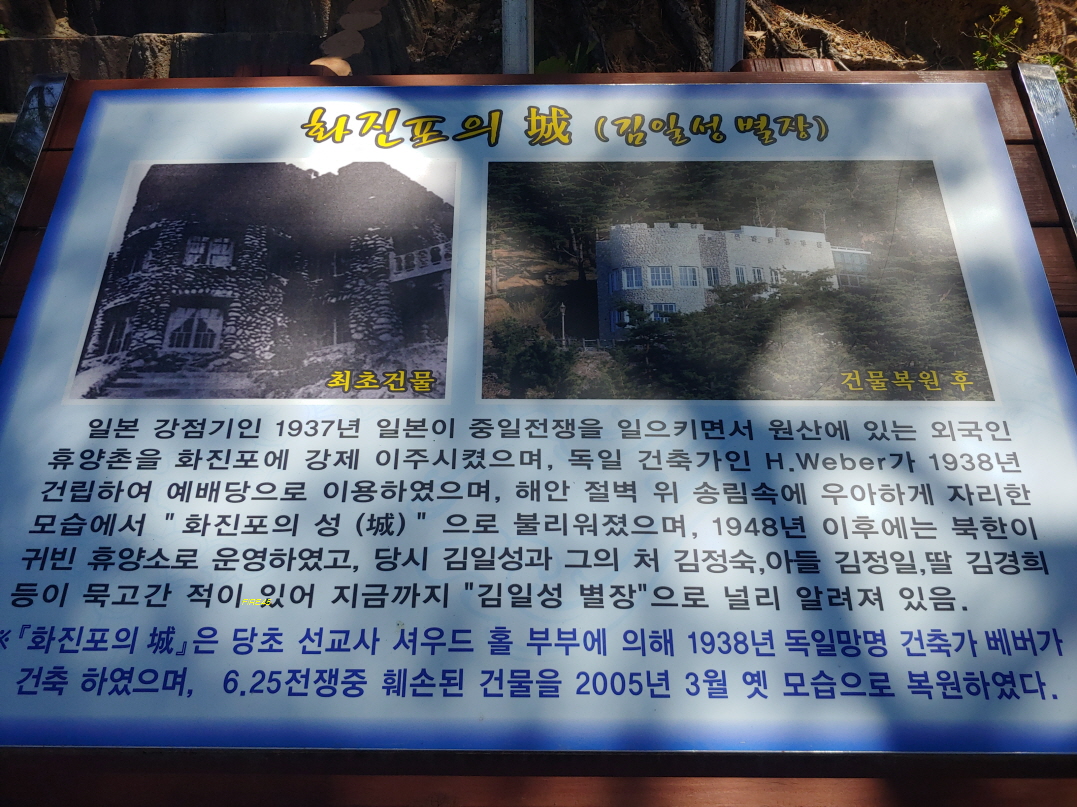 화진포의 城 (김일성 별장)
최초건물
건물복원 후
일본 강점기인 1937년 일본이 중일전쟁을 일으키면서 원산에 있는 외국인
휴양촌을 화진포에 강제 이주시켰으며, 독일 건축가인 H.Weber가 1938년
건립하여 예배당으로 이용하였으며, 해안 절벽 위 송림속에 우아하게 자리한
모습에서 "화진포의 성 (城)" 으로 불리워졌으며, 1948년 이후에는 북한이
귀빈 휴양소로 운영하였고, 당시 김일성과 그의 처 김정숙,아들 김정일,딸 김경희
등이 묵고간 적이 있어 지금까지 "김일성 별장"으로 널리 알려져 있음.
※『화진포의 城』은 당초 선교사 셔우드 홀 부부에 의해 1938년 독일망명 건축가 베버가
건축 하였으며, 6.25전쟁중 훼손된 건물을 2005년 3월 옛 모습으로 복원하였다.